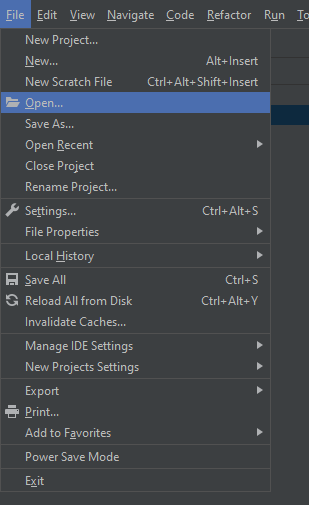 File Edit View Navigate Code Refactor Run To
New Project...
New... Alt+Insert
New Scratch File Ctrl+Alt+Shift+Insert
Open...
Save As...
Open Recent
Close Project
Rename Project...
Settings... Ctrl+Alt+S
File Properties
Local History
Save All Ctrl+S
Reload All from Disk Ctrl+Alt+Y
Invalidate Caches...
Manage IDE Settings
New Projects Settings
Export
Print...
Add to Favorites
Power Save Mode
Exit